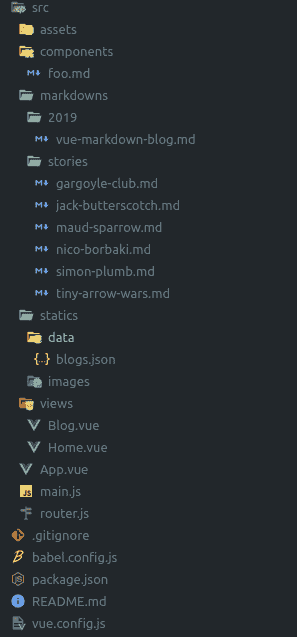 src
assets
components
foo.md
markdowns
2019
vue-markdown-blog.md
stories
gargoyle-club.md
jack-butterscotch.md
maud-sparrow.md
nico-borbaki.md
simon-plumb.md
tiny-arrow-wars.md
statics
data
blogs.json
images
views
Blog.vue
Home.vue
App.vue
main.js
router.js
.gitignore
babel.config.js
package.json
README.md
vue.config.js